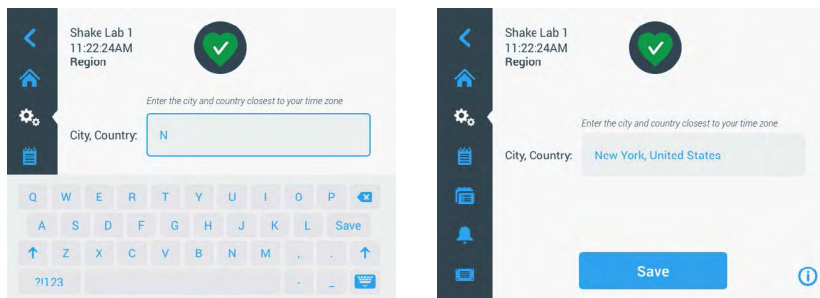 Shake Lab 1
11:22:24AM
Region
Enter the city and country closest to your time zone
City, Country: N
Q W E R T Y U I O P
A S D F G H J K L Save
Z X C V B N M , .
?!123 - _
Shake Lab 1
11:22:24AM
Region
Enter the city and country closest to your time zone
City, Country: New York, United States
Save